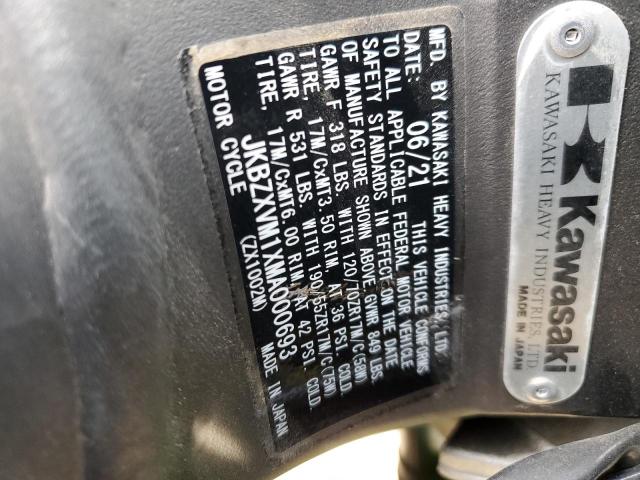 MFD. BY KAWASAKI HEAVY INDUSTRIES, LTD.
DATE: 06/21 THIS VEHICLE CONFORMS
TO ALL APPLICABLE FEDERAL MOTOR VEHICLE
SAFETY STANDARDS IN EFFECT ON THE DATE
OF MANUFACTURE SHOWN ABOVE GVWR 849 LBS.
GAWR F 318 LBS. WITH 120/70ZR17M/C(58W)
TIRE, 17M/CxMT3.50 RIM, AT 36 PSI. COLD.
GAWR R 531 LBS. WITH 190/55ZR17M/C(75W)
TIRE, 17M/CxMT6.00 RIM, AT 42 PSI. COLD.
JKBZXVM1XMA000693
MOTOR CYCLE (ZX1002M) MADE IN JAPAN
Kawasaki
KAWASAKI HEAVY INDUSTRIES, LTD.
MADE IN JAPAN